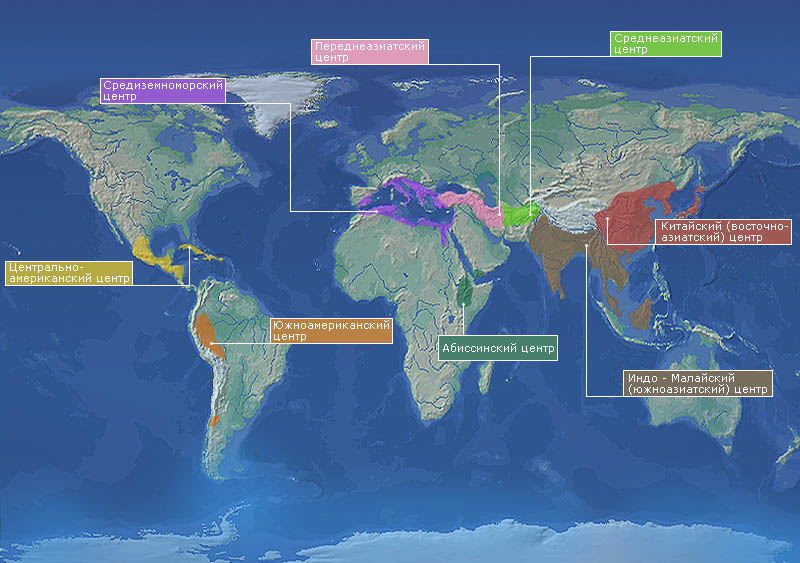 Переднеазиатский
центр
Среднеазиатский
центр
Средиземноморский
центр
Китайский (восточно-
азиатский) центр
Центрально-
американский центр
Южноамериканский
центр
Абиссинский центр
Индо - Малайский
(южноазиатский) центр